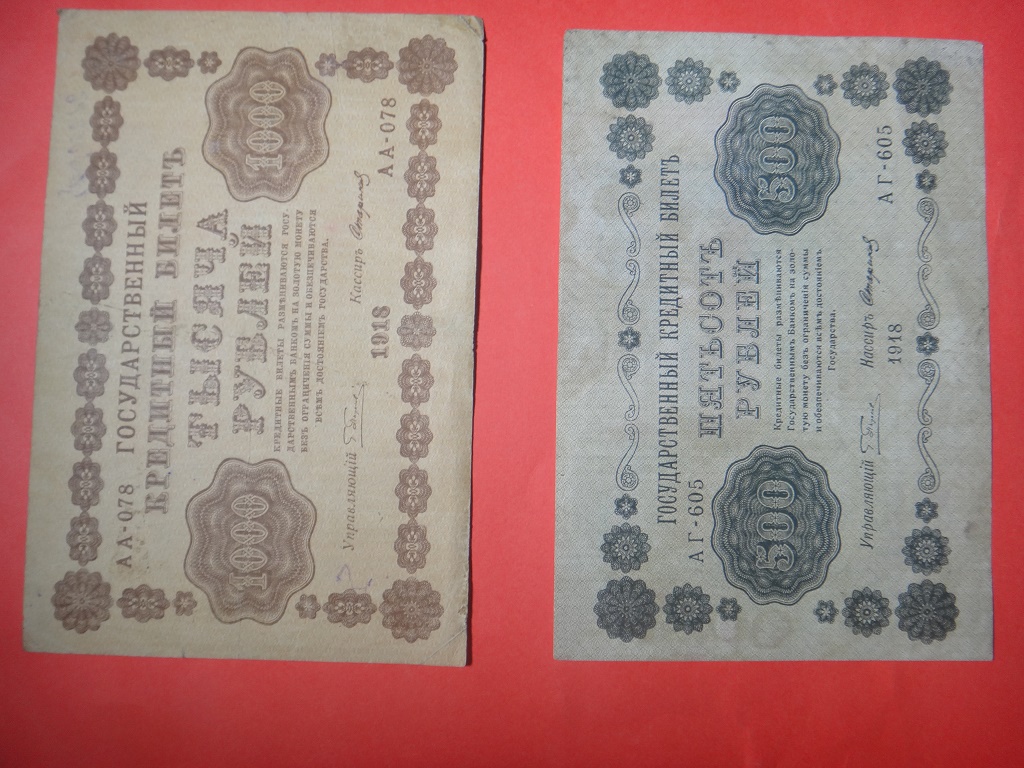 АА-078 ГОСУДАРСТВЕННЫЙ
КРЕДИТНЫЙ БИЛЕТЪ
ТЫСЯЧА
РУБЛЕЙ
1000
1000
КРЕДИТНЫЕ БИЛЕТЫ РАЗМѢНИВАЮТСЯ ГОСУ-
ДАРСТВЕННЫМЪ БАНКОМЪ НА ЗОЛОТУЮ МОНЕТУ
БЕЗЪ ОГРАНИЧЕНІЯ СУММЫ И ОБЕЗПЕЧИВАЮТСЯ
ВСѢМЪ ДОСТОЯНІЕМЪ ГОСУДАРСТВА.
Управляющій
Кассиръ
1918
АА-078
ГОСУДАРСТВЕННЫЙ КРЕДИТНЫЙ БИЛЕТЪ
АГ-605
ПЯТЬСОТЪ
РУБЛЕЙ
500
500
Кредитные билеты размѣниваются
Государственнымъ Банкомъ на золо-
тую монету безъ ограниченія суммы
и обезпечиваются всѣмъ достояніемъ
Государства.
Управляющій
Кассиръ
1918
АГ-605